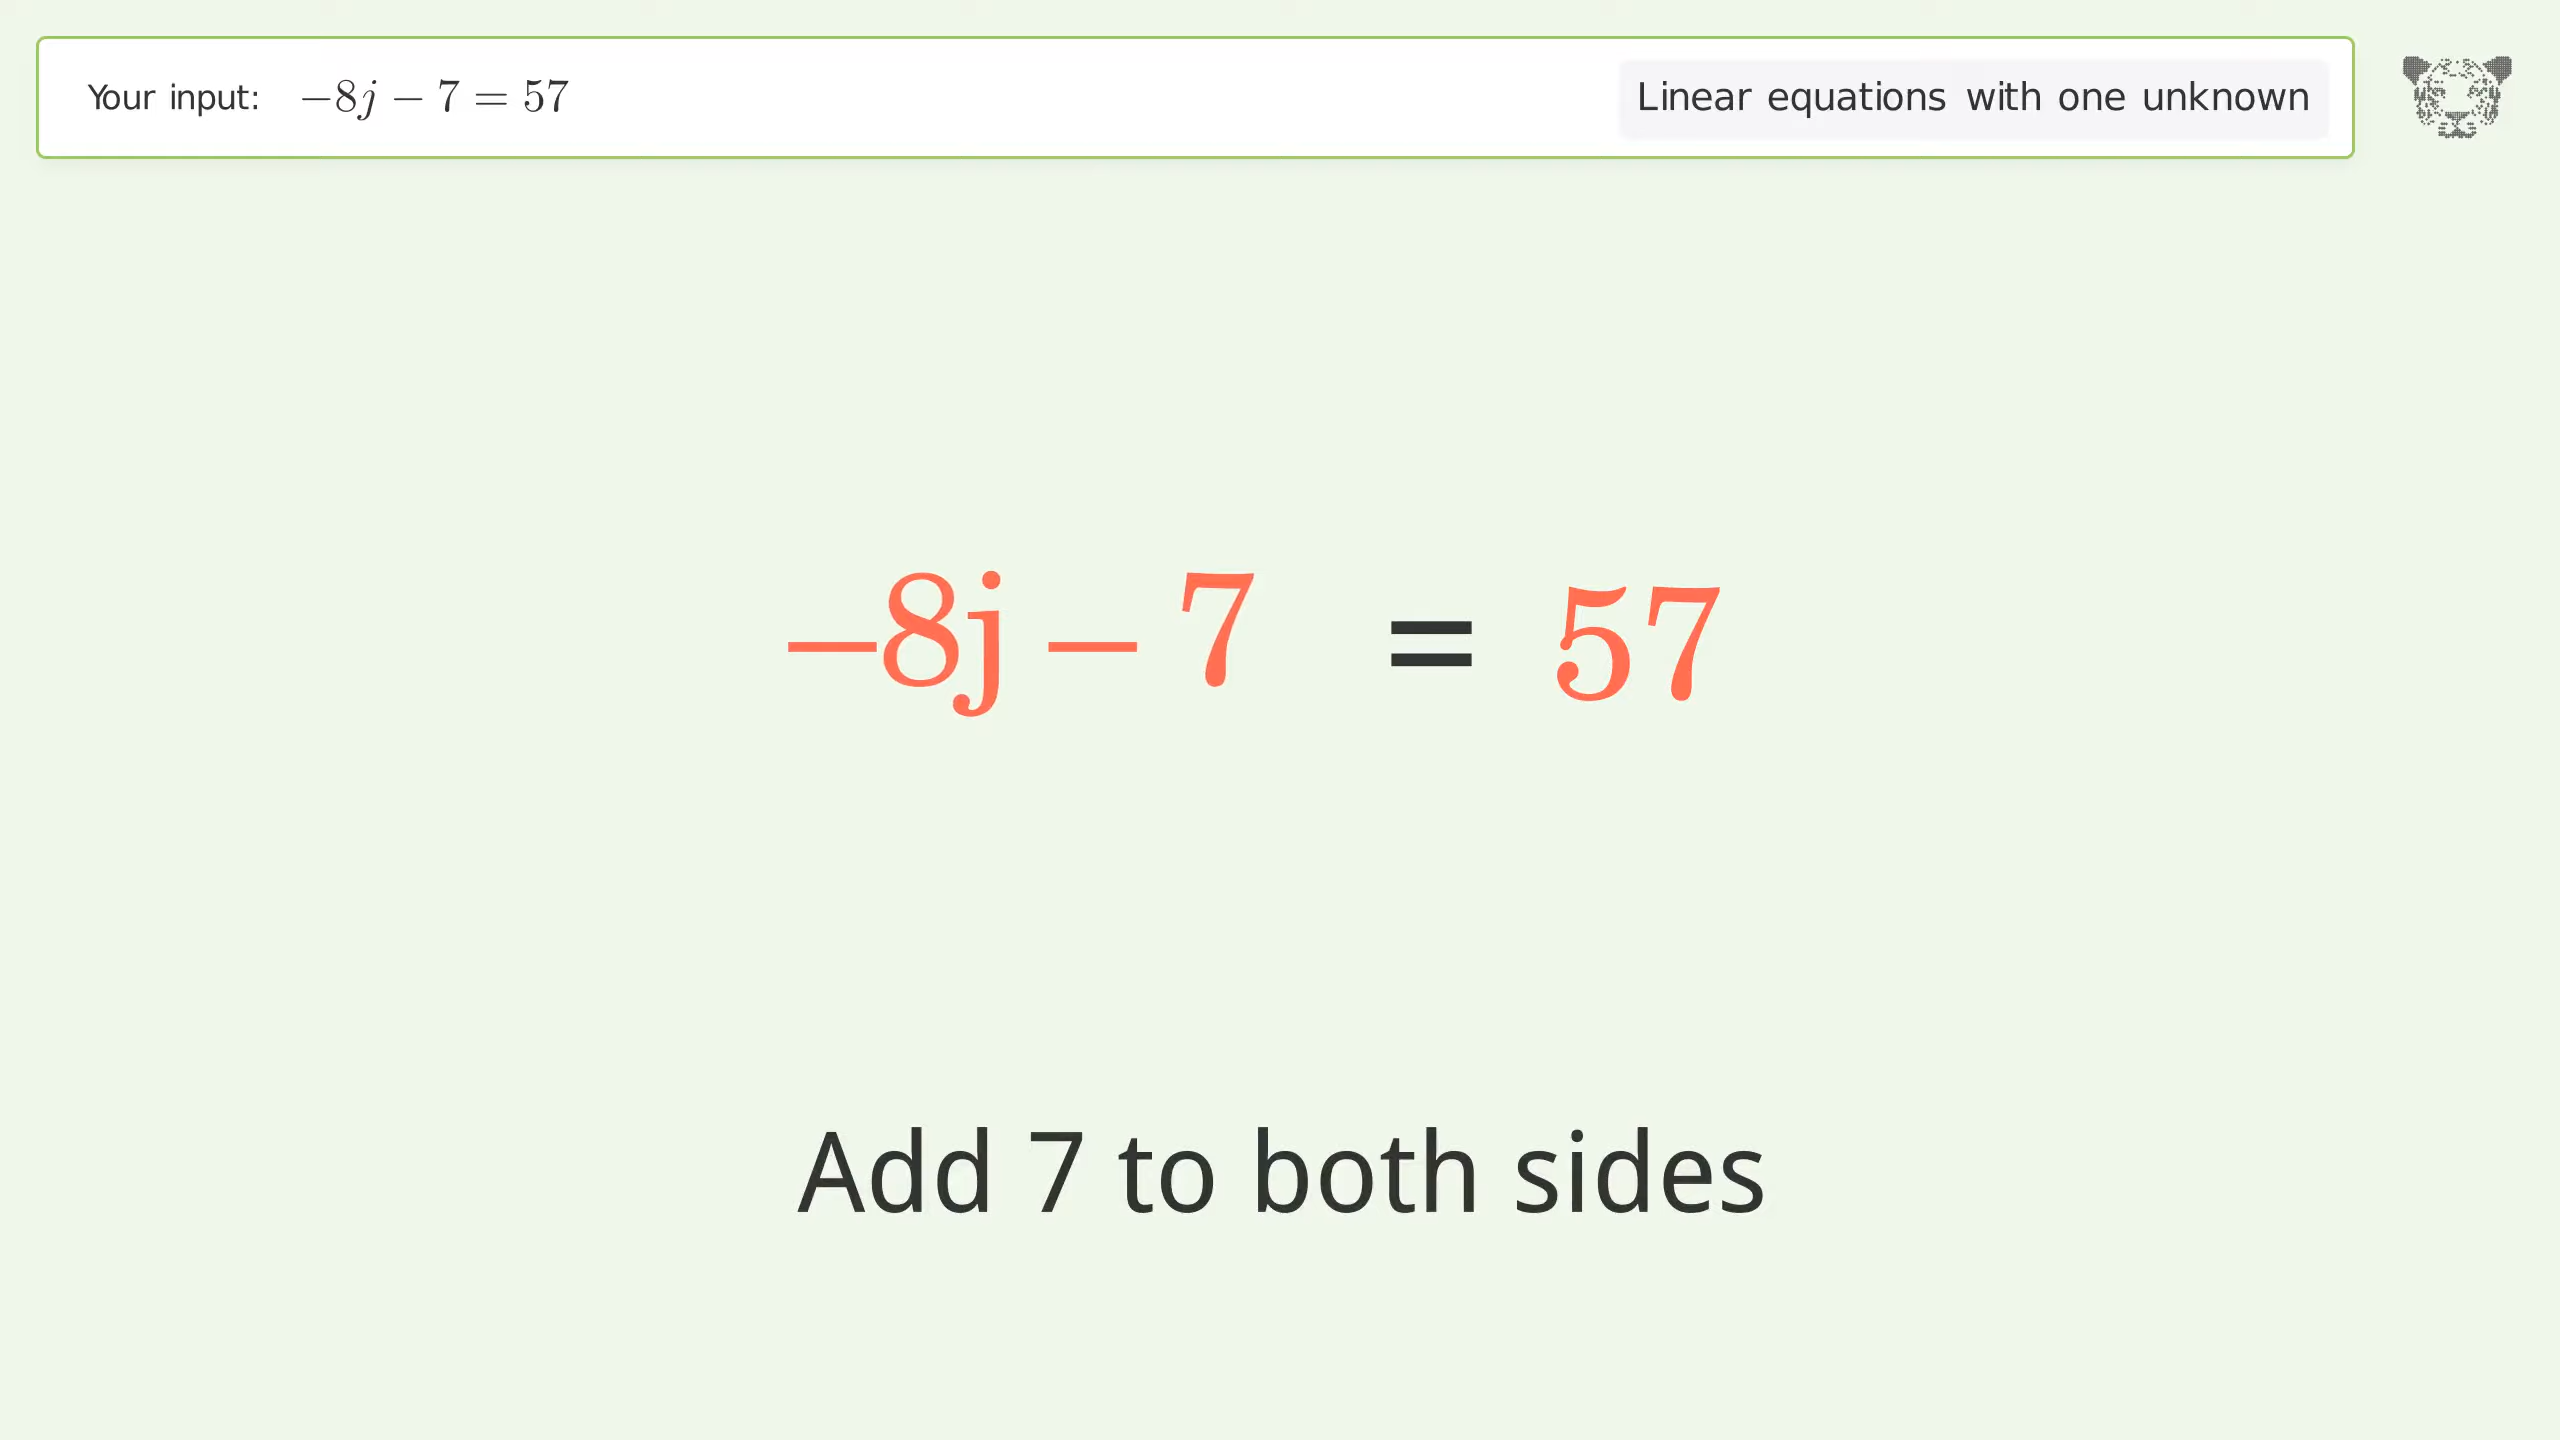 Your input: −8j − 7 = 57
Linear equations with one unknown
−8j − 7 = 57
Add 7 to both sides